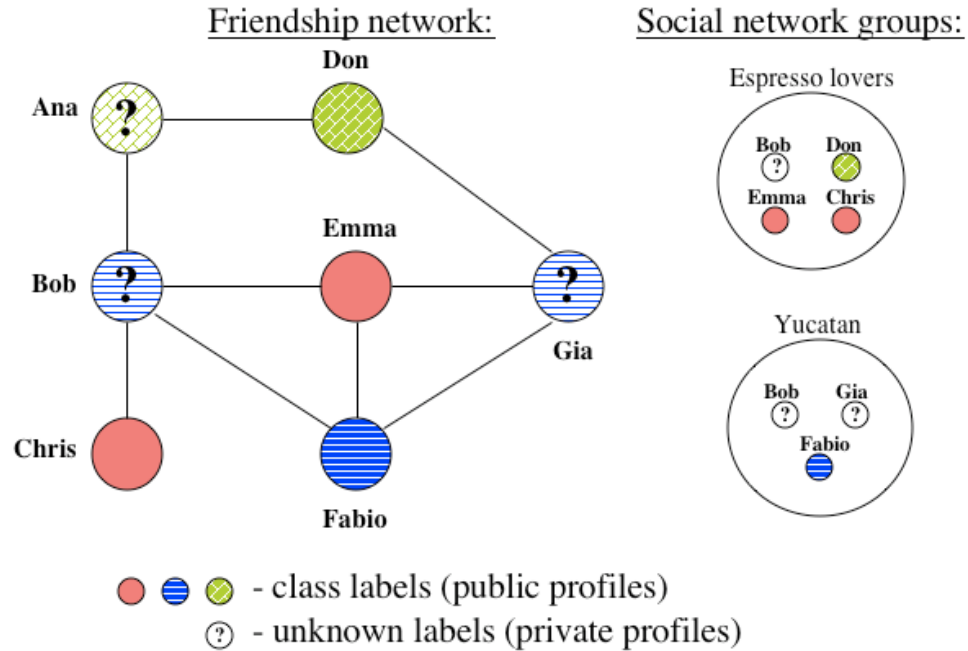 Friendship network:
Social network groups:
Don
Ana
?
Espresso lovers
Bob
Don
?
Emma
Chris
Emma
Bob
?
?
Gia
Yucatan
Bob
Gia
?
?
Fabio
Chris
Fabio
- class labels (public profiles)
? - unknown labels (private profiles)